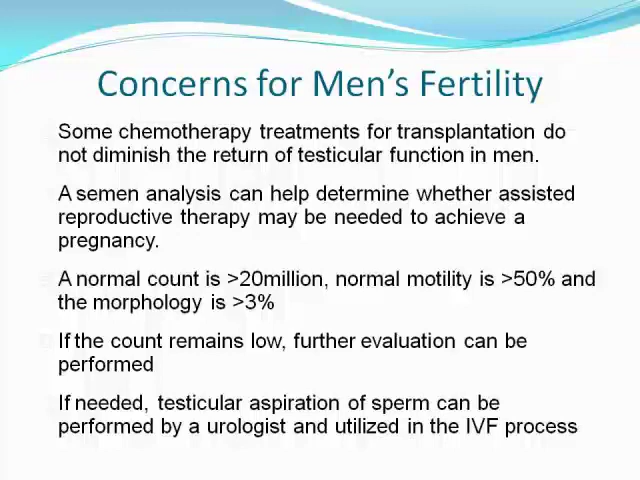 Concerns for Men’s Fertility
Some chemotherapy treatments for transplantation do
not diminish the return of testicular function in men.
A semen analysis can help determine whether assisted
reproductive therapy may be needed to achieve a
pregnancy.
A normal count is >20million, normal motility is >50% and
the morphology is >3%
If the count remains low, further evaluation can be
performed
If needed, testicular aspiration of sperm can be
performed by a urologist and utilized in the IVF process